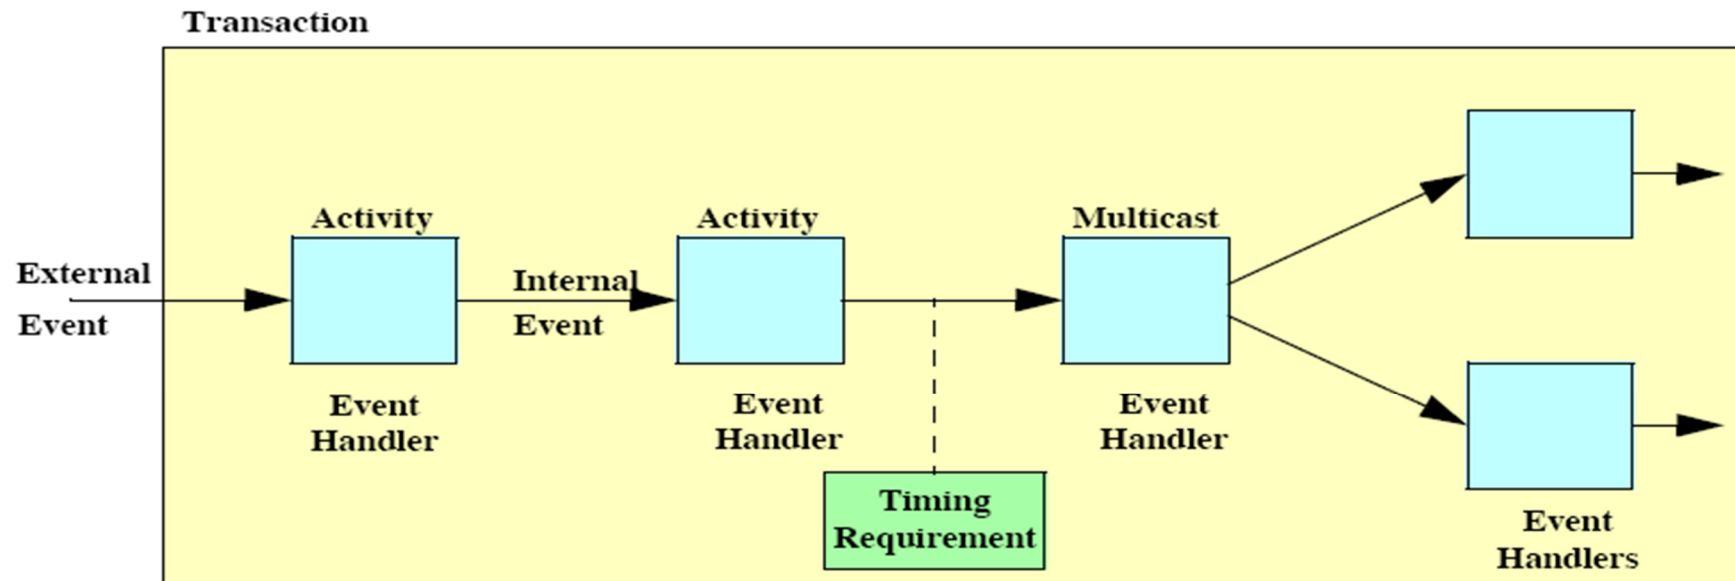 Transaction
Activity
Activity
Multicast
External
Event
Internal
Event
Event
Handler
Event
Handler
Event
Handler
Timing
Requirement
Event
Handlers